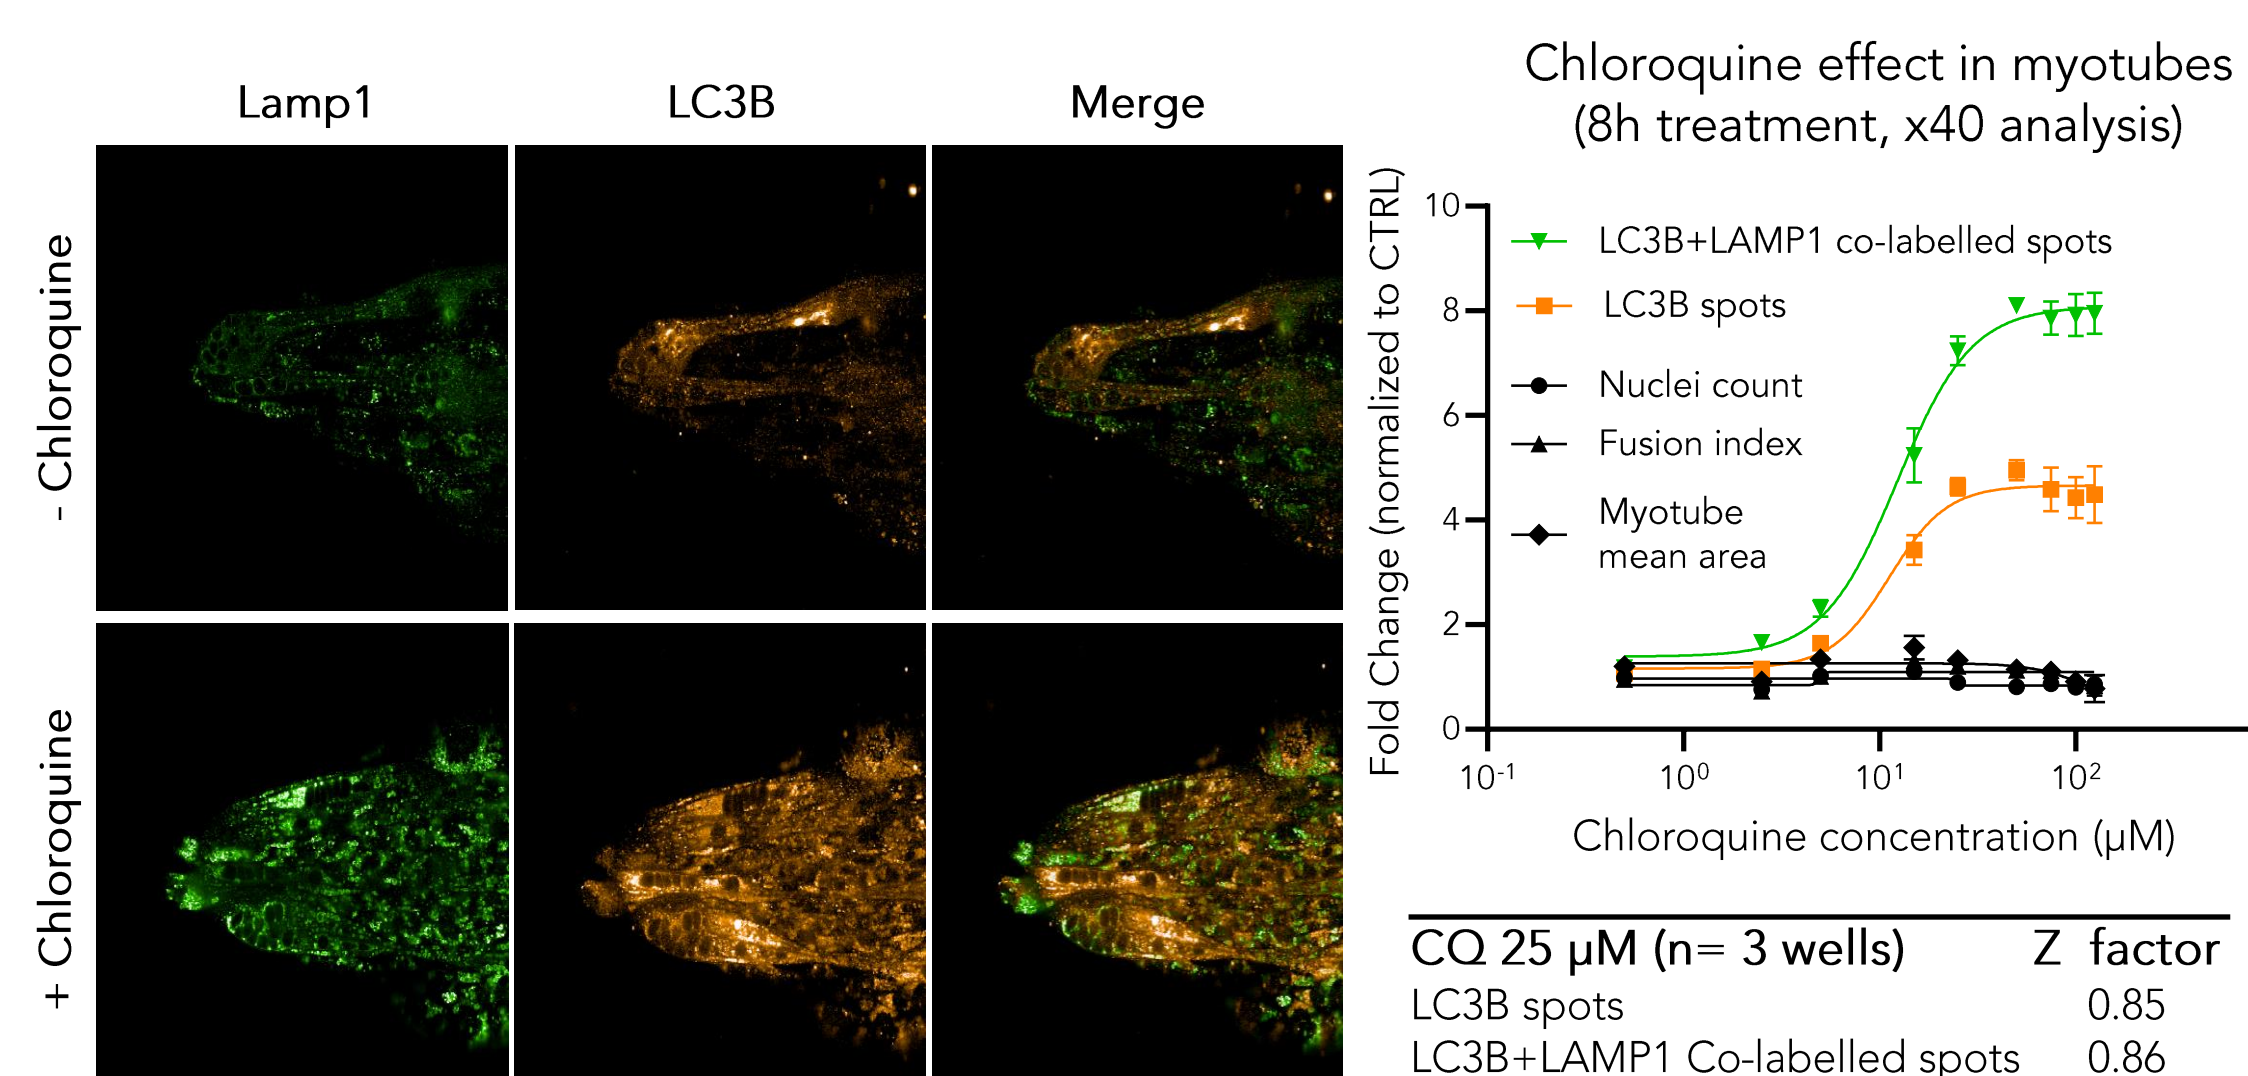 Lamp1
LC3B
Merge
- Chloroquine
+ Chloroquine
Chloroquine effect in myotubes
(8h treatment, x40 analysis)
Fold Change (normalized to CTRL)
10
8
6
4
2
0
LC3B+LAMP1 co-labelled spots
LC3B spots
Nuclei count
Fusion index
Myotube
mean area
10⁻¹ 10⁰ 10¹ 10²
Chloroquine concentration (µM)
CQ 25 µM (n= 3 wells) Z factor
LC3B spots 0.85
LC3B+LAMP1 Co-labelled spots 0.86